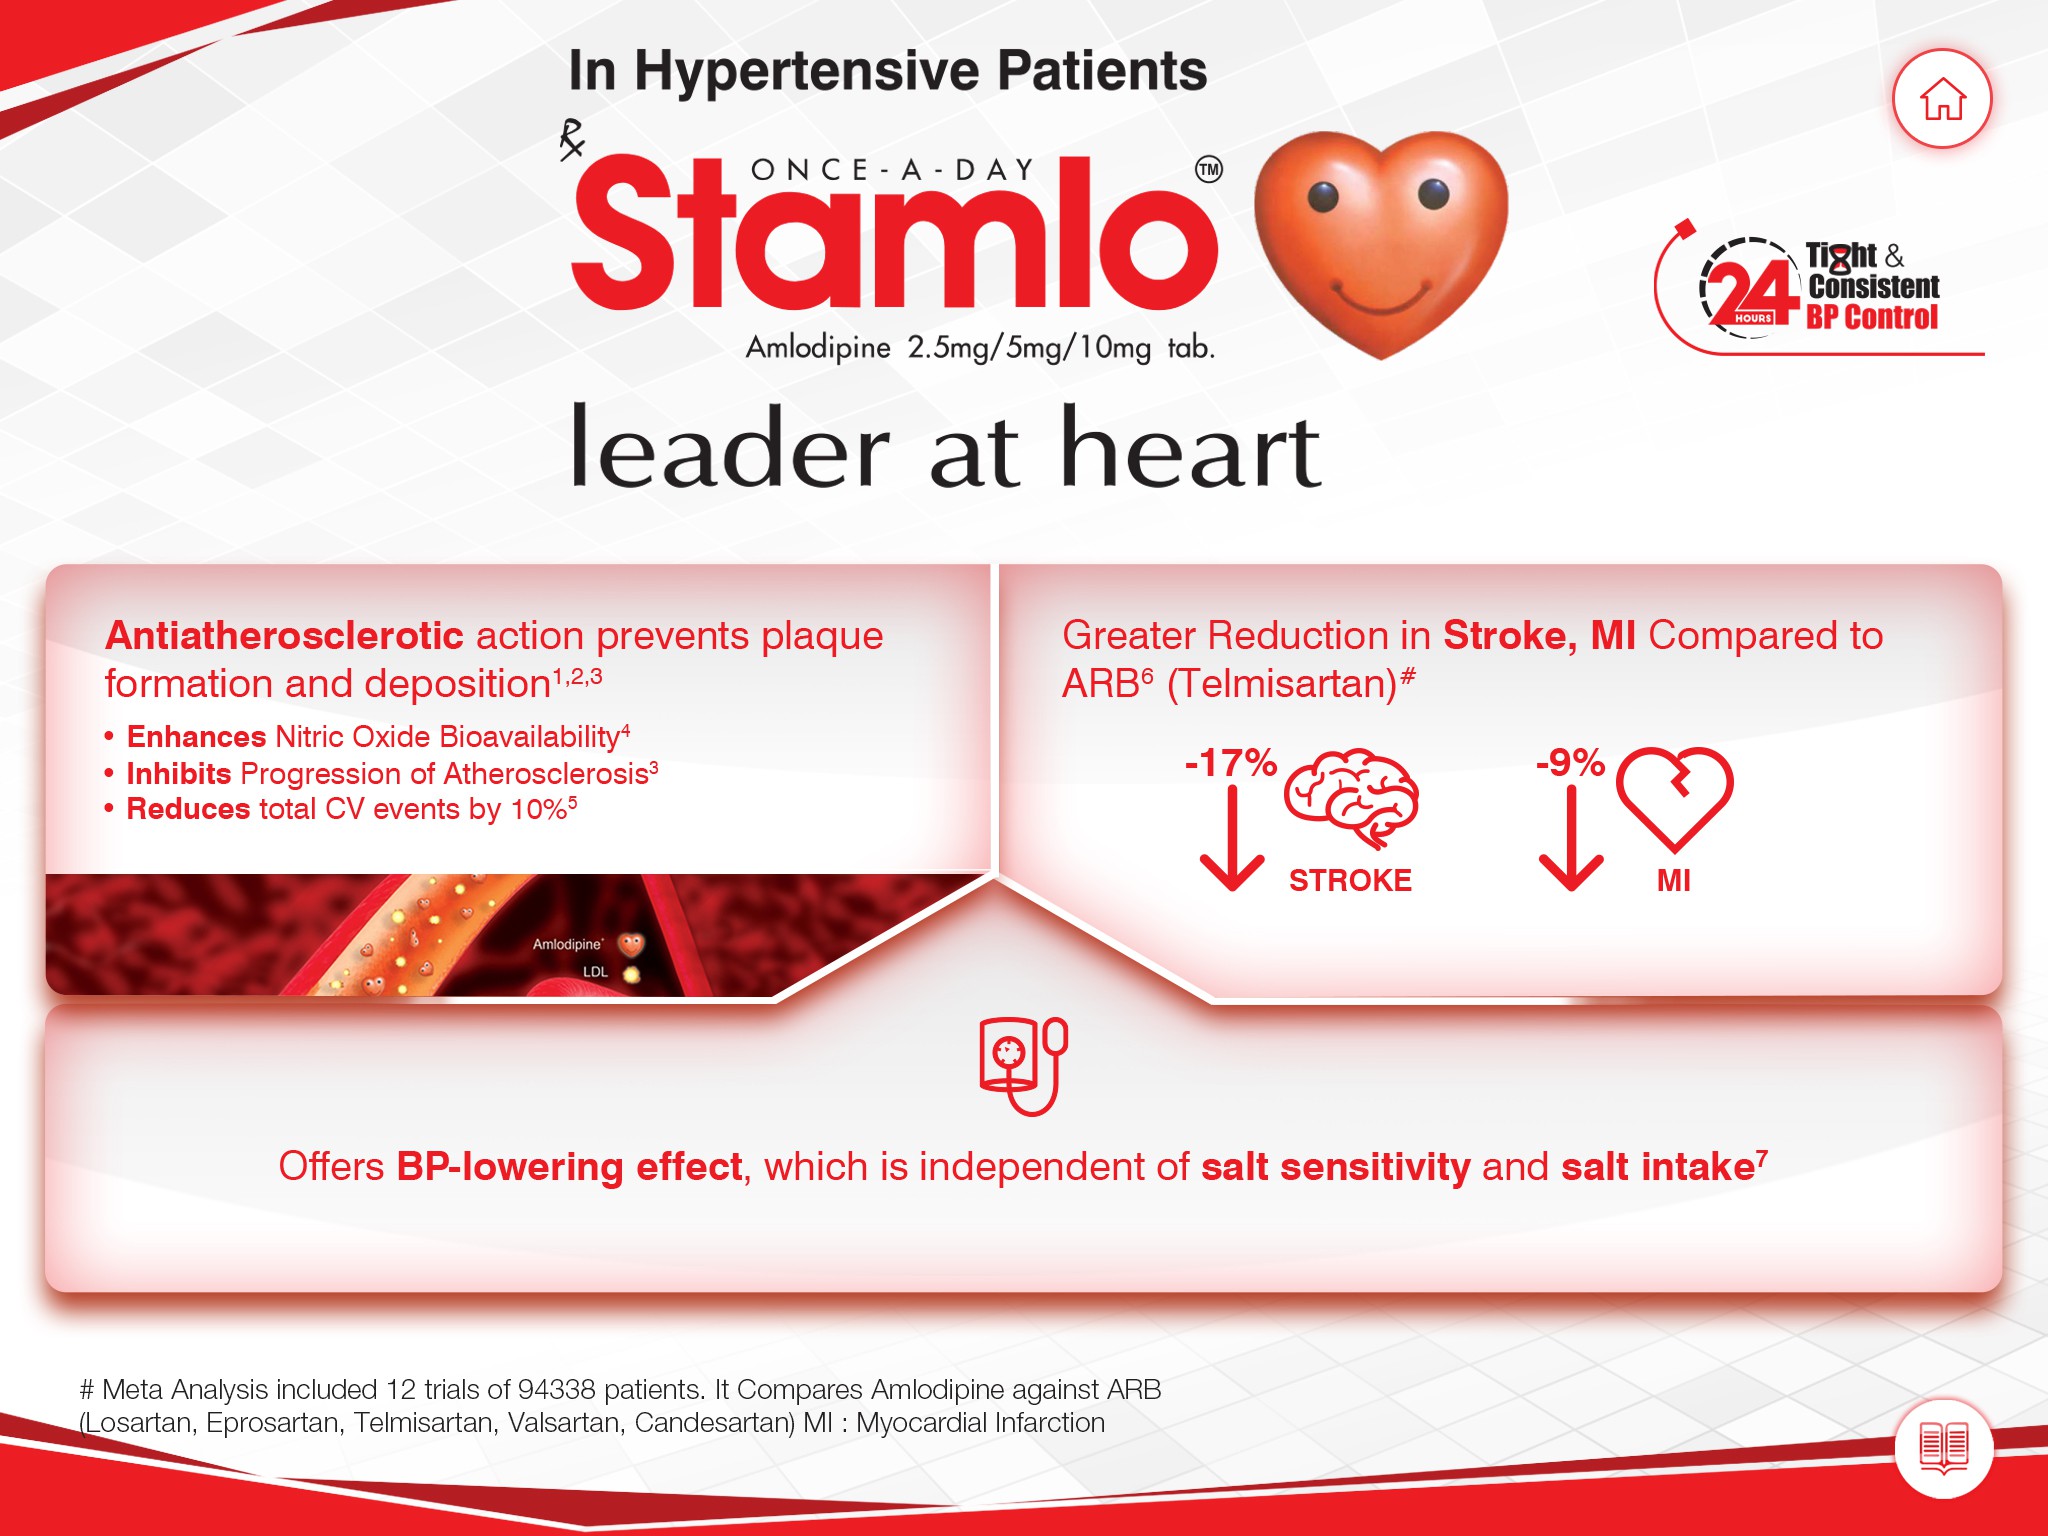 In Hypertensive Patients
℞
ONCE-A-DAY
Stamlo™
Amlodipine 2.5mg/5mg/10mg tab.
leader at heart
24 HOURS
Tight &
Consistent
BP Control
Antiatherosclerotic action prevents plaque
formation and deposition1,2,3
• Enhances Nitric Oxide Bioavailability4
• Inhibits Progression of Atherosclerosis3
• Reduces total CV events by 10%5
Amlodipine*
LDL
Greater Reduction in Stroke, MI Compared to
ARB6 (Telmisartan)#
-17%
STROKE
-9%
MI
Offers BP-lowering effect, which is independent of salt sensitivity and salt intake7
# Meta Analysis included 12 trials of 94338 patients. It Compares Amlodipine against ARB
(Losartan, Eprosartan, Telmisartan, Valsartan, Candesartan) MI : Myocardial Infarction